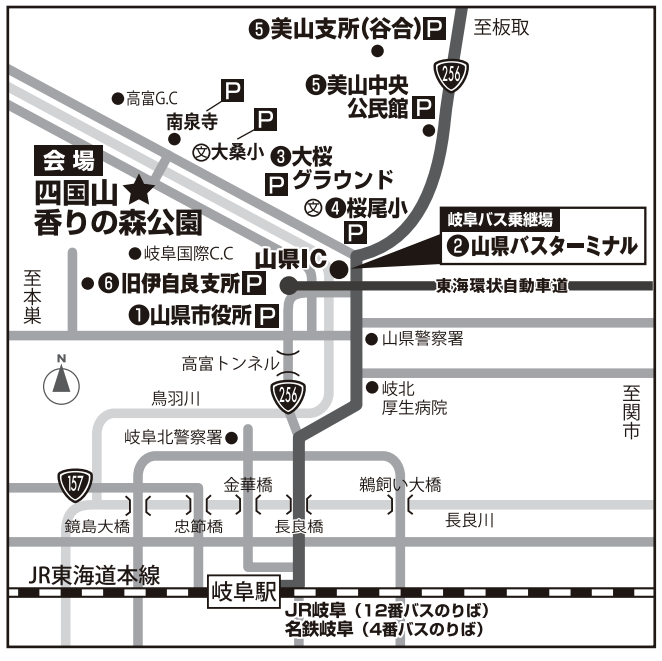 ❺美山支所(谷合)P
至板取
256
❺美山中央
公民館P
高富G.C
P
南泉寺
P
㊛大桑小
❸大桜
Pグラウンド
会場
四国山★
香りの森公園
㊛❹桜尾小
P
岐阜バス乗継場
❷山県バスターミナル
岐阜国際C.C
山県IC
至本巣
❻旧伊自良支所P
東海環状自動車道
❶山県市役所P
山県警察署
高富トンネル
N
256
岐北
厚生病院
至関市
鳥羽川
岐阜北警察署
157
金華橋
鵜飼い大橋
鏡島大橋
忠節橋
長良橋
長良川
JR東海道本線
岐阜駅
JR岐阜（12番バスのりば）
名鉄岐阜（4番バスのりば）